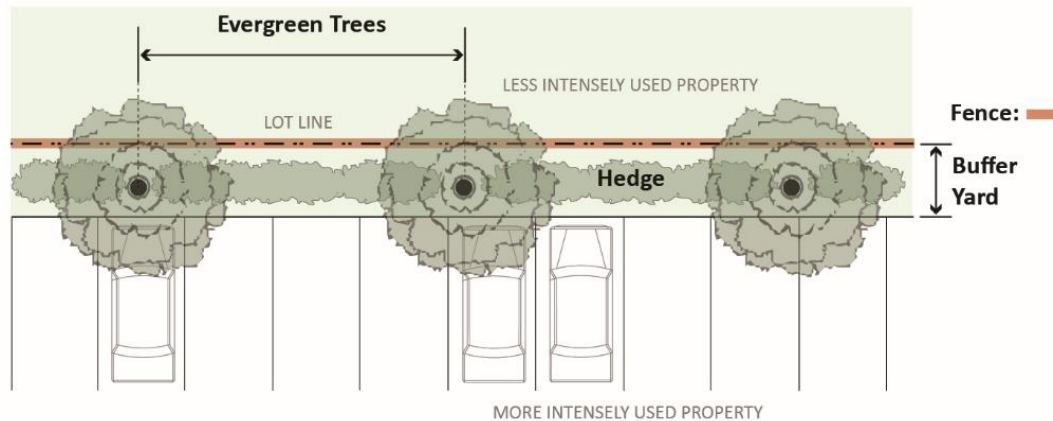 Evergreen Trees
LESS INTENSELY USED PROPERTY
LOT LINE
Fence:
Buffer
Yard
Hedge
MORE INTENSELY USED PROPERTY